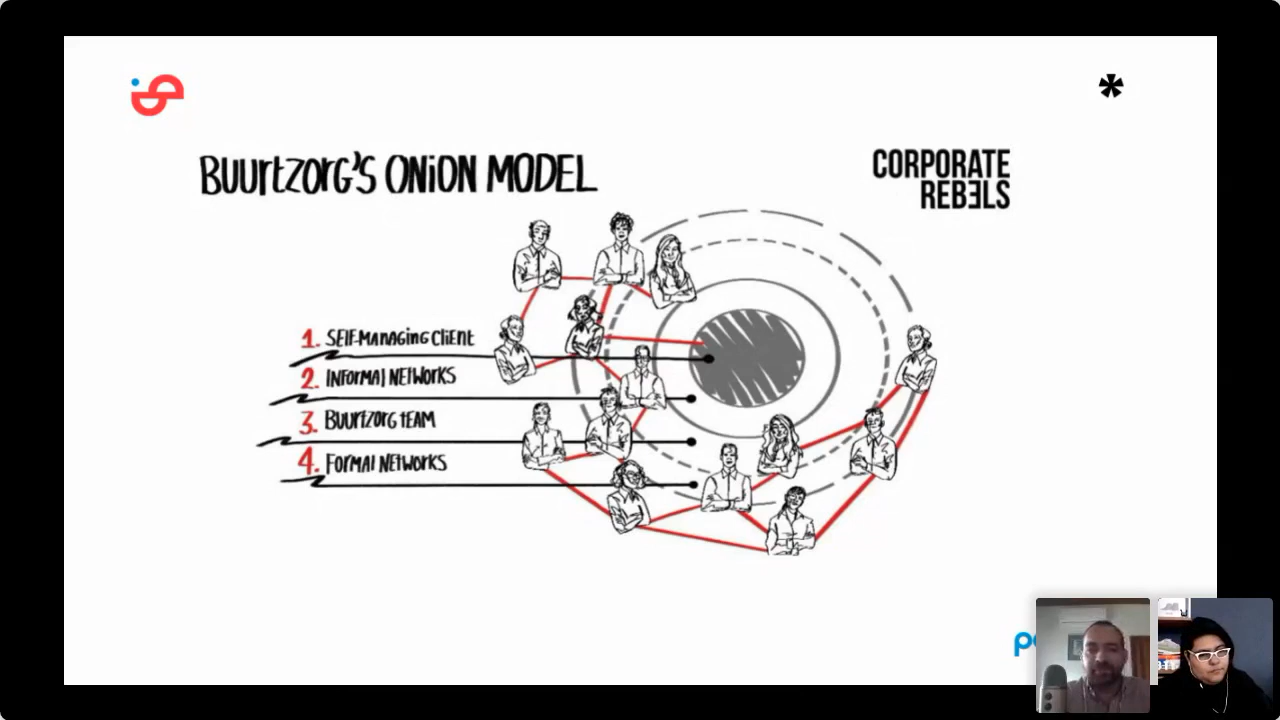 BUURTZORG'S ONION MODEL
CORPORATE
REBELS
1. SELF-MANAGING CLIENT
2. INFORMAL NETWORKS
3. BUURTZORG TEAM
4. FORMAL NETWORKS